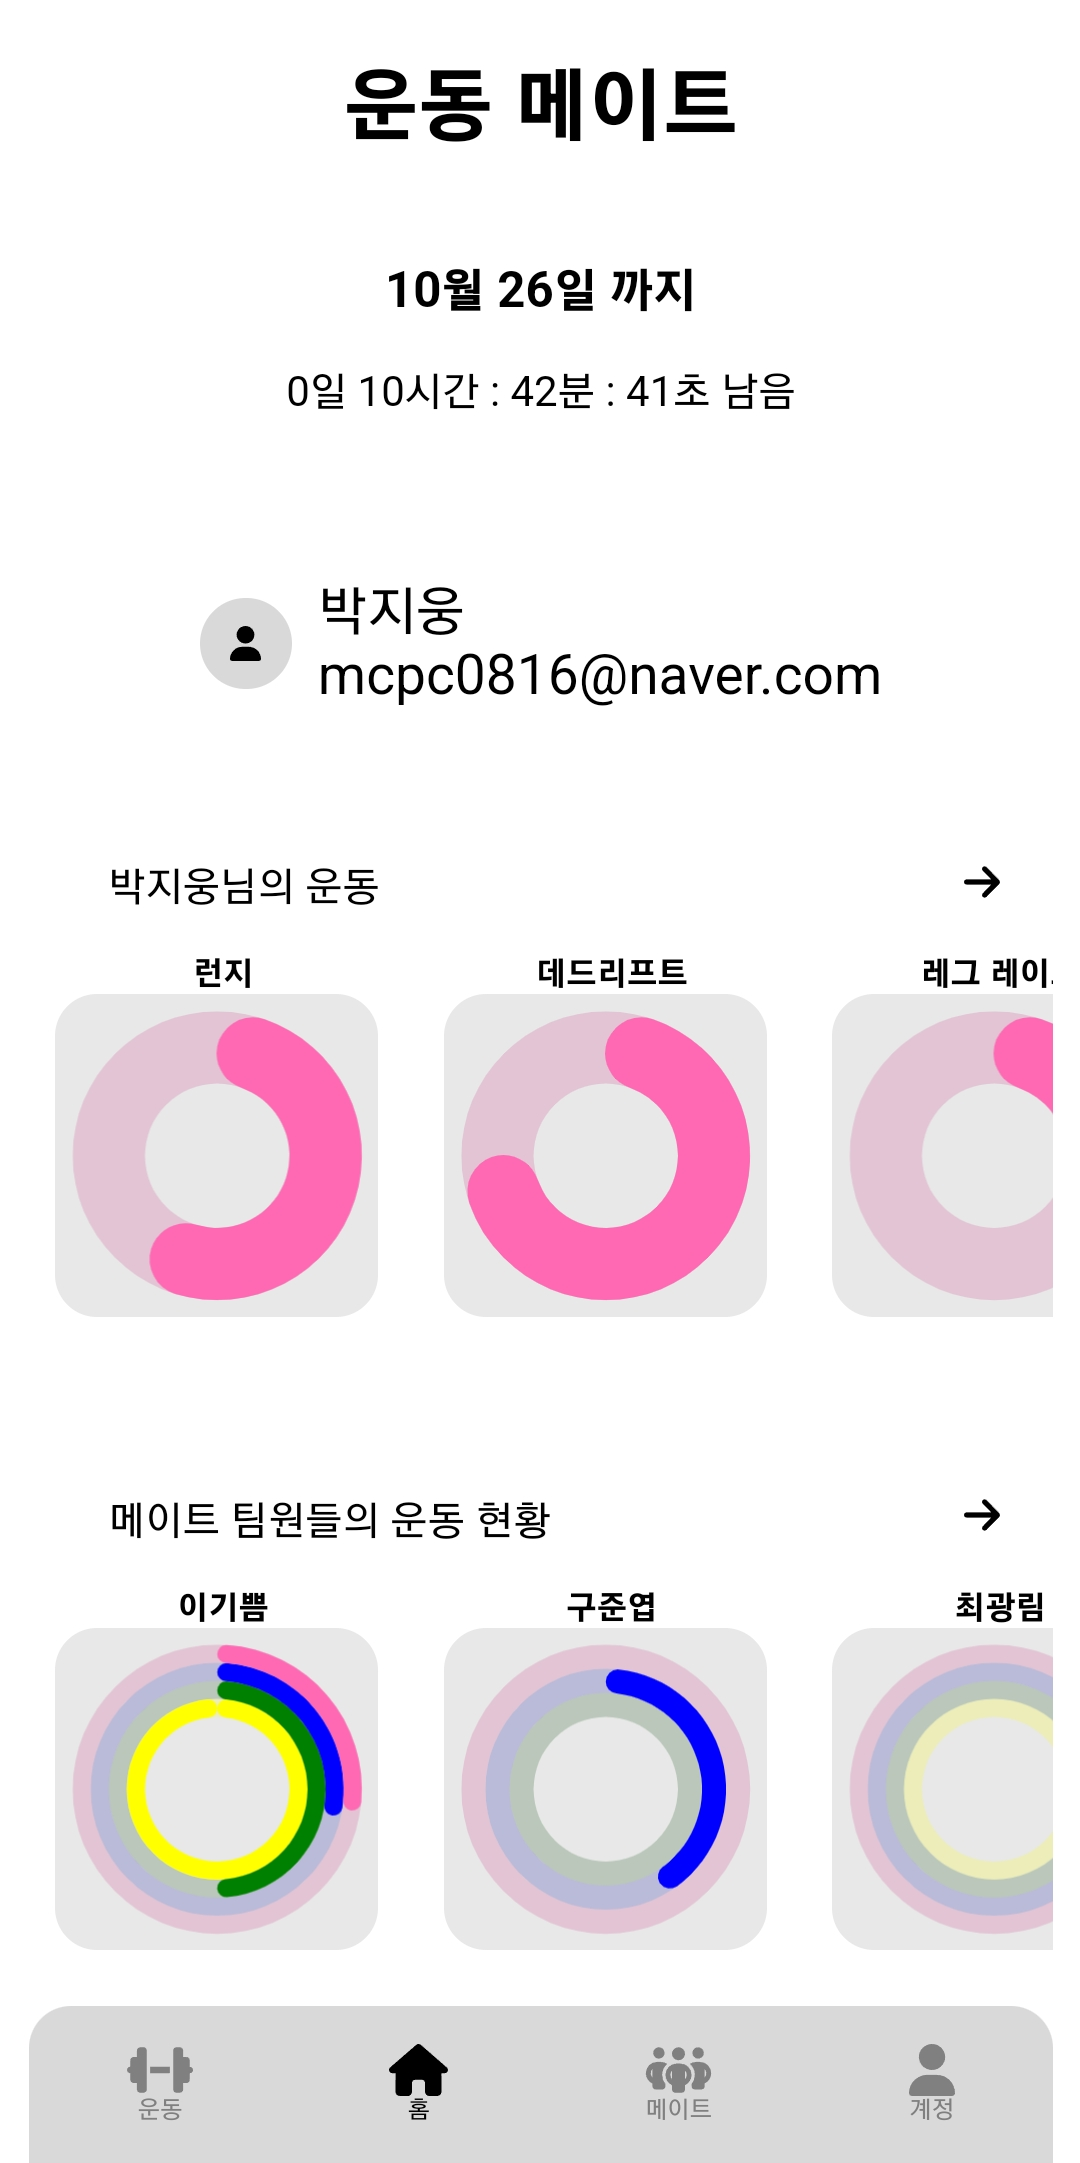 운동 메이트
10월 26일 까지
0일 10시간 : 42분 : 41초 남음
박지웅
mcpc0816@naver.com
박지웅님의 운동
런지
데드리프트
레그 레이
메이트 팀원들의 운동 현황
이기쁨
구준엽
최광림
운동
홈
메이트
계정